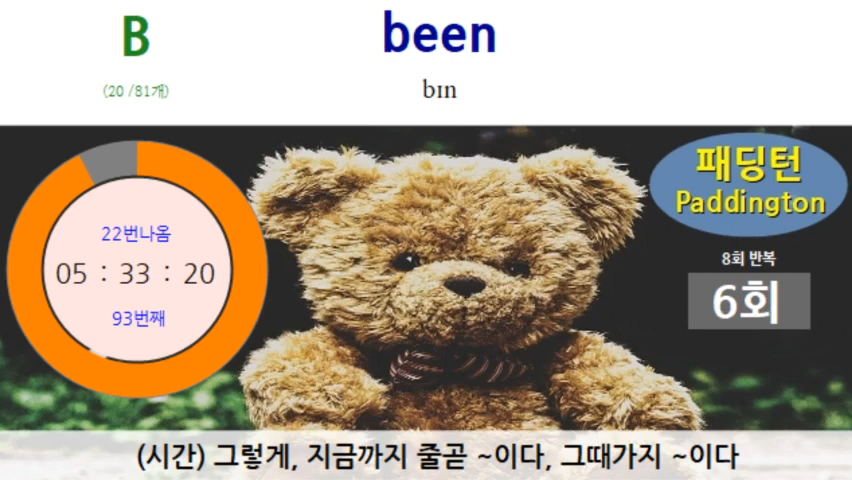 B
been
(20 /81개)
bɪn
패딩턴
Paddington
22번나옴
05 : 33 : 20
93번째
8회 반복
6회
(시간) 그렇게, 지금까지 줄곧 ~이다, 그때가지 ~이다